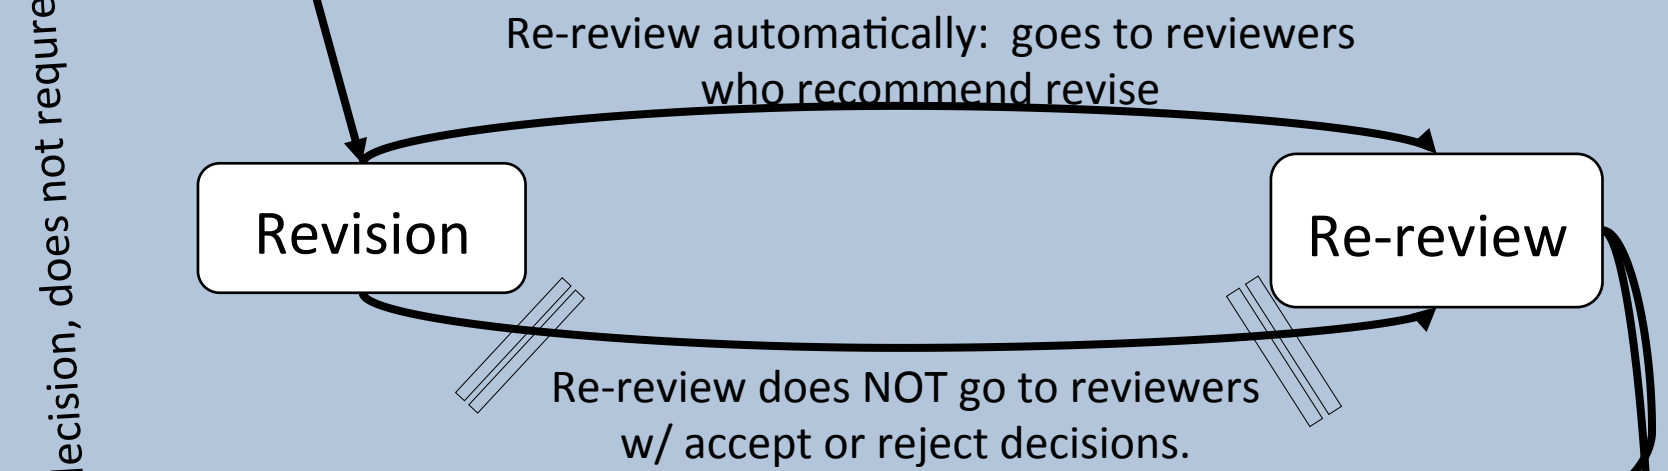 Re-review automatically: goes to reviewers
who recommend revise
Revision
Re-review
Re-review does NOT go to reviewers
w/ accept or reject decisions.
decision, does not requre